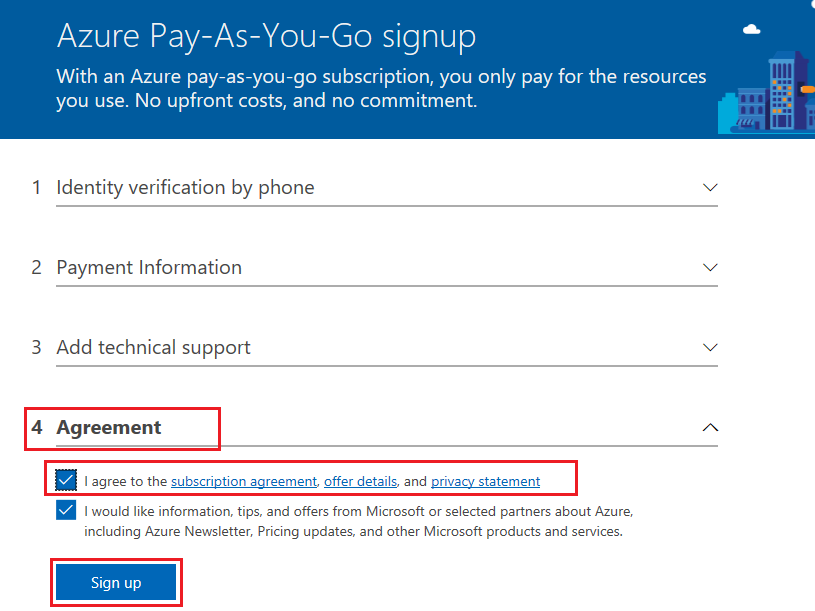 Azure Pay-As-You-Go signup
With an Azure pay-as-you-go subscription, you only pay for the resources
you use. No upfront costs, and no commitment.
1 Identity verification by phone
2 Payment Information
3 Add technical support
4 Agreement
I agree to the subscription agreement, offer details, and privacy statement
I would like information, tips, and offers from Microsoft or selected partners about Azure,
including Azure Newsletter, Pricing updates, and other Microsoft products and services.
Sign up